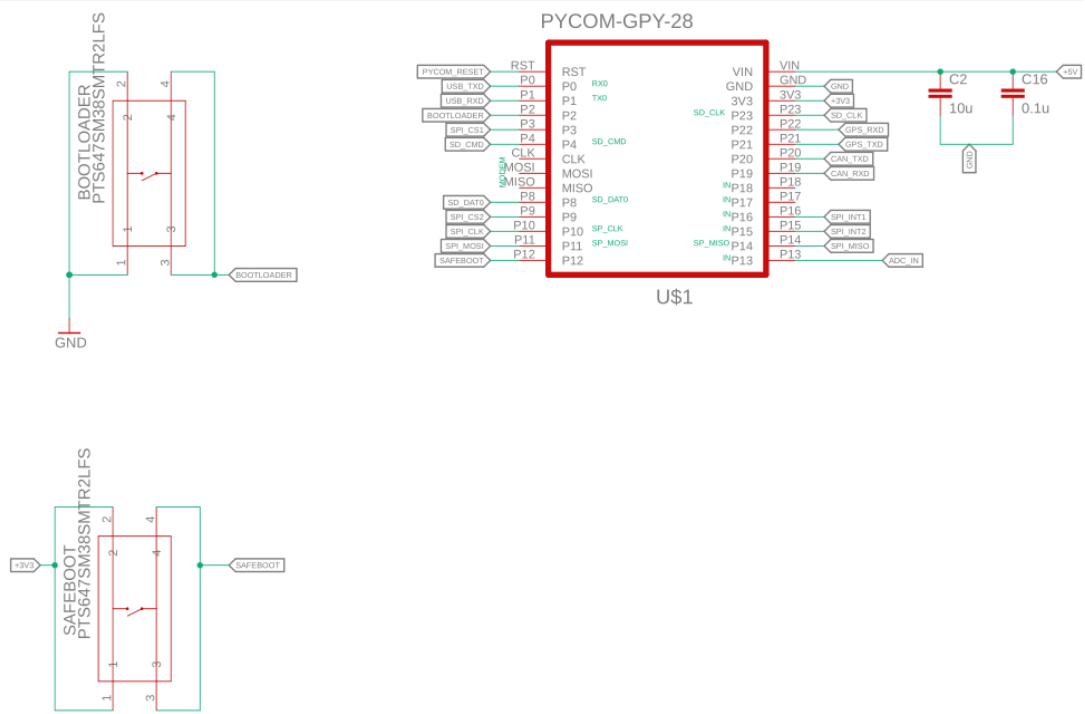 BOOTLOADER
PTS647SM38SMTR2LFS
2
4
2
4
1
3
1
3
BOOTLOADER
GND
PYCOM-GPY-28
PYCOM_RESET RST RST VIN VIN +5V
USB_TXD P0 P0 RX0 GND GND GND
USB_RXD P1 P1 TX0 3V3 3V3 +3V3
BOOTLOADER P2 P2 SD_CLK P23 P23 SD_CLK
SPI_CS1 P3 P3 P22 P22 GPS_RXD
SD_CMD P4 P4 SD_CMD P21 P21 GPS_TXD
CLK CLK P20 P20 CAN_TXD
MODEM
MOSI MOSI P19 P19 CAN_RXD
MISO MISO IN P18 P18
SD_DAT0 P8 P8 SD_DAT0 IN P17 P17
SPI_CS2 P9 P9 IN P16 P16 SPI_INT1
SPI_CLK P10 P10 SP_CLK IN P15 P15 SPI_INT2
SPI_MOSI P11 P11 SP_MOSI SP_MISO P14 P14 SPI_MISO
SAFEBOOT P12 P12 IN P13 P13 ADC_IN
U$1
C2
10u
C16
0.1u
GND
SAFEBOOT
PTS647SM38SMTR2LFS
2
4
2
4
+3V3
SAFEBOOT
1
3
1
3